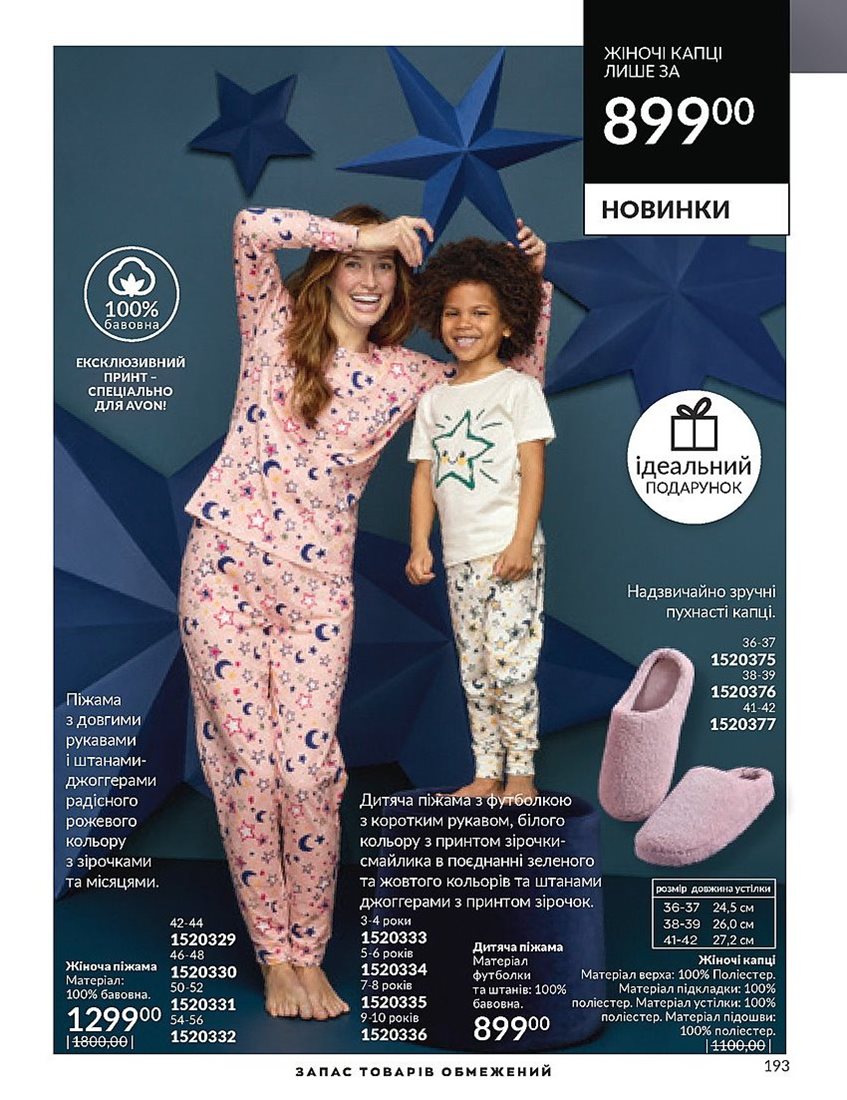 ЖІНОЧІ КАПЦІ
ЛИШЕ ЗА
899⁰⁰
НОВИНКИ
100%
бавовна
ЕКСКЛЮЗИВНИЙ
ПРИНТ –
СПЕЦІАЛЬНО
ДЛЯ AVON!
ідеальний
ПОДАРУНОК
Надзвичайно зручні
пухнасті капці.
36-37
1520375
38-39
1520376
41-42
1520377
Піжама
з довгими
рукавами
і штанами-
джоггерами
радісного
рожевого
кольору
з зірочками
та місяцями.
Дитяча піжама з футболкою
з коротким рукавом, білого
кольору з принтом зірочки-
смайлика в поєднанні зеленого
та жовтого кольорів та штанами
джоггерами з принтом зірочок.
розмір довжина устілки
36-37 24,5 см
38-39 26,0 см
41-42 27,2 см
Жіноча піжама
Матеріал:
100% бавовна.
1299⁰⁰
|1800,00|
42-44
1520329
46-48
1520330
50-52
1520331
54-56
1520332
3-4 роки
1520333
5-6 років
1520334
7-8 років
1520335
9-10 років
1520336
Дитяча піжама
Матеріал
футболки
та штанів: 100%
бавовна.
899⁰⁰
Жіночі капці
Матеріал верха: 100% Поліестер.
Матеріал підкладки: 100%
поліестер. Матеріал устілки: 100%
поліестер. Матеріал підошви:
100% поліестер.
|1100,00|
ЗАПАС ТОВАРІВ ОБМЕЖЕНИЙ
193